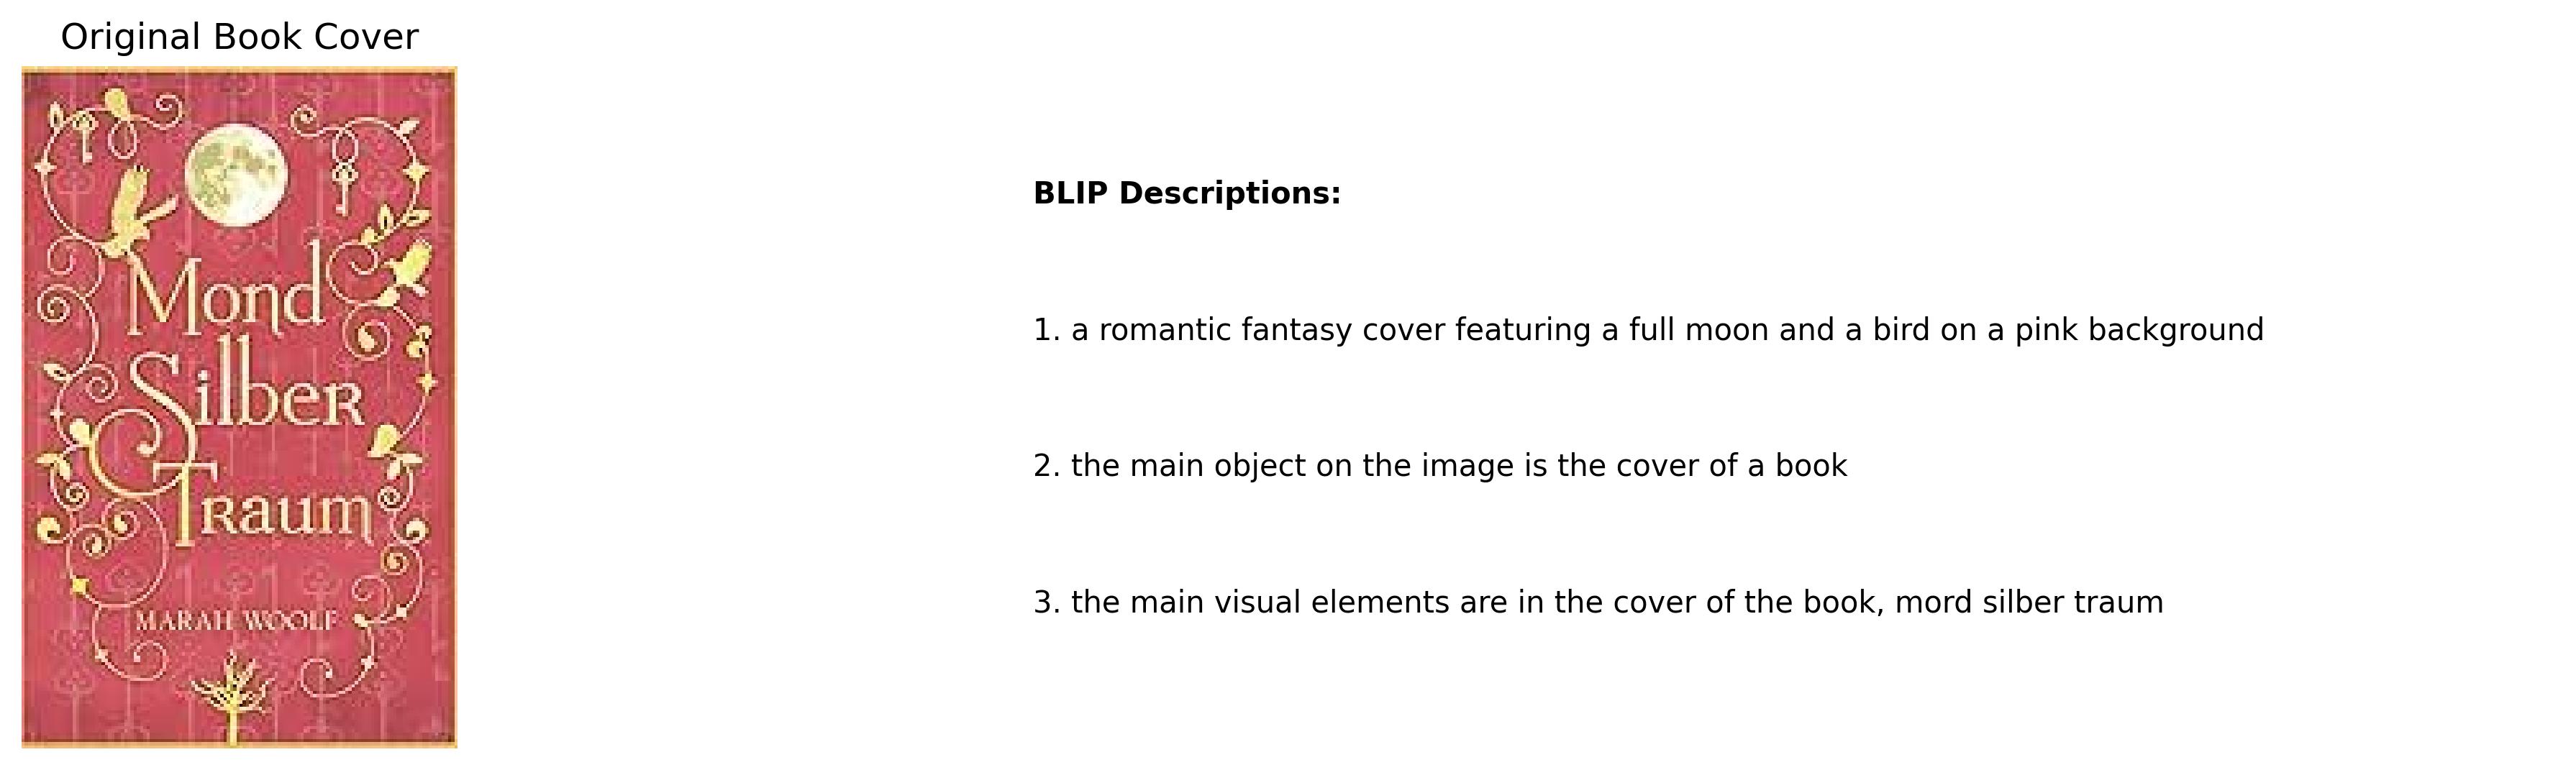 Original Book Cover
Mond
Silber
Traum
MARAH WOOLF
BLIP Descriptions:
1. a romantic fantasy cover featuring a full moon and a bird on a pink background
2. the main object on the image is the cover of a book
3. the main visual elements are in the cover of the book, mord silber traum